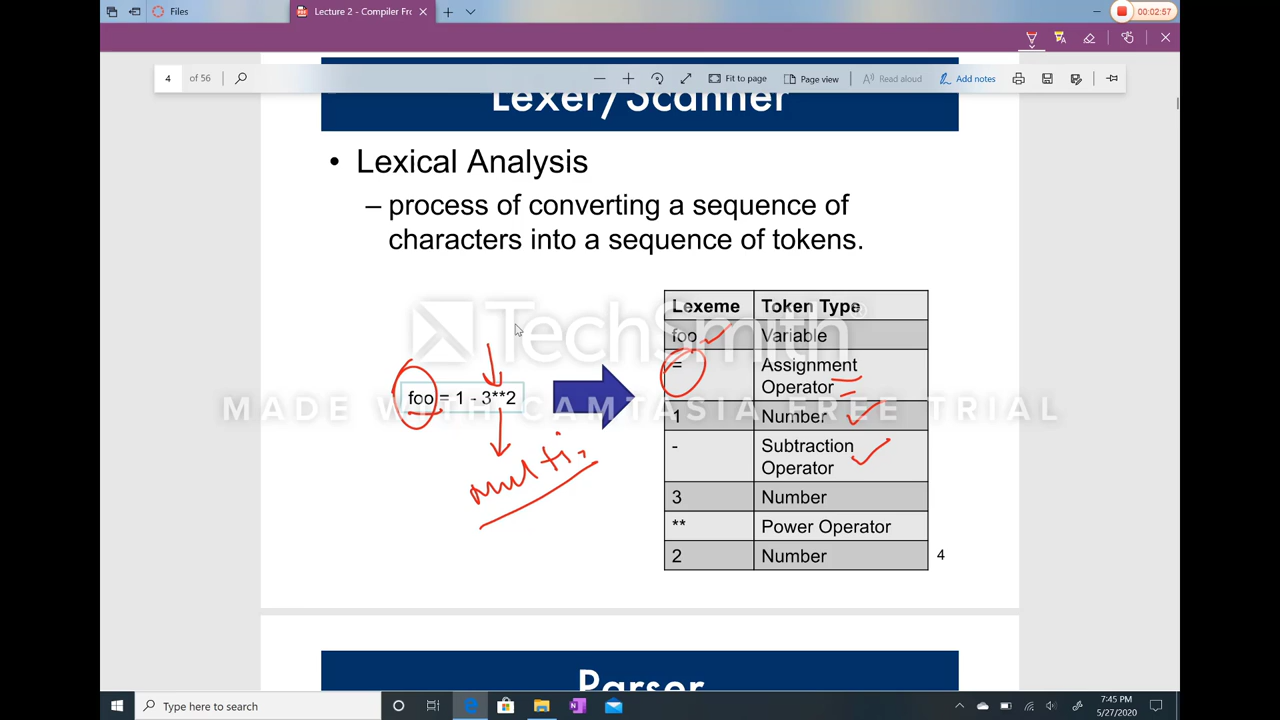 Files
Lecture 2 - Compiler Fro
00:02:57
4 of 56
Fit to page
Page view
Read aloud
Add notes
Lexer/Scanner
• Lexical Analysis
– process of converting a sequence of
characters into a sequence of tokens.
TechSmith®
MADE WITH CAMTASIA FREE TRIAL
foo = 1 - 3**2
multi
Lexeme Token Type
foo Variable
= Assignment
Operator
1 Number
- Subtraction
Operator
3 Number
** Power Operator
2 Number
4
Parser
Type here to search
7:45 PM
5/27/2020